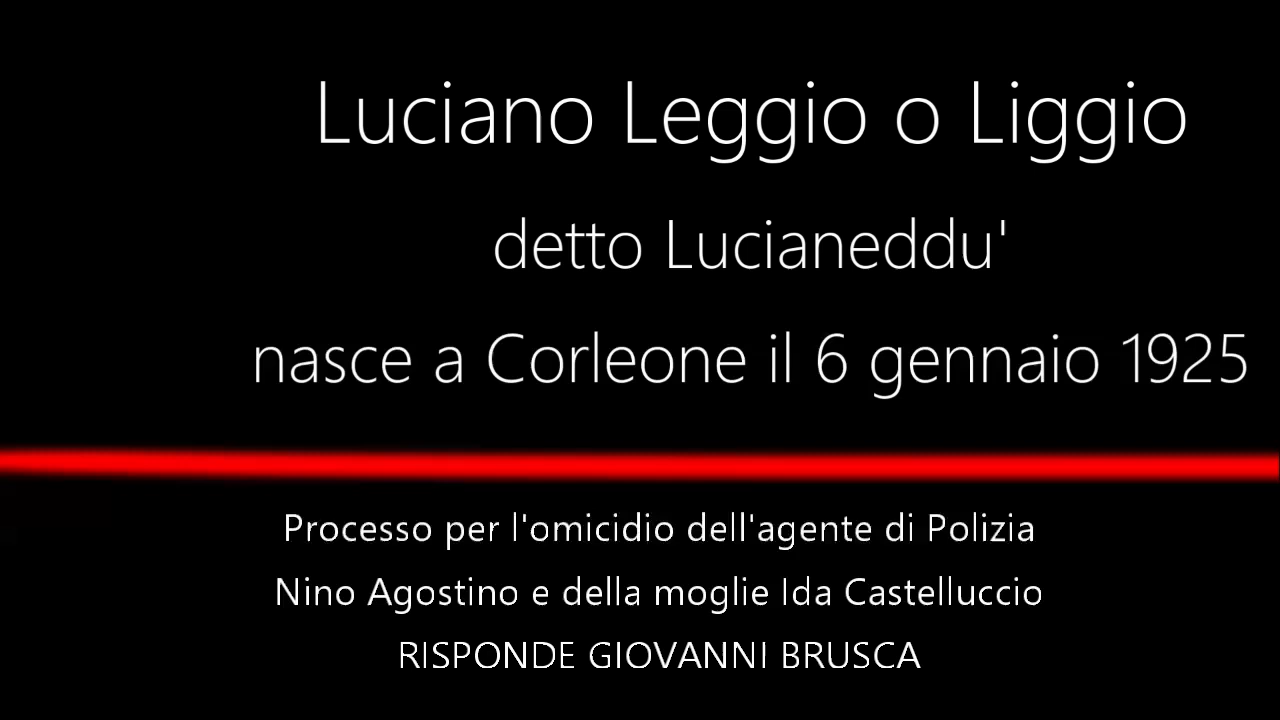 Luciano Leggio o Liggio
detto Lucianeddu'
nasce a Corleone il 6 gennaio 1925
Processo per l'omicidio dell'agente di Polizia
Nino Agostino e della moglie Ida Castelluccio
RISPONDE GIOVANNI BRUSCA